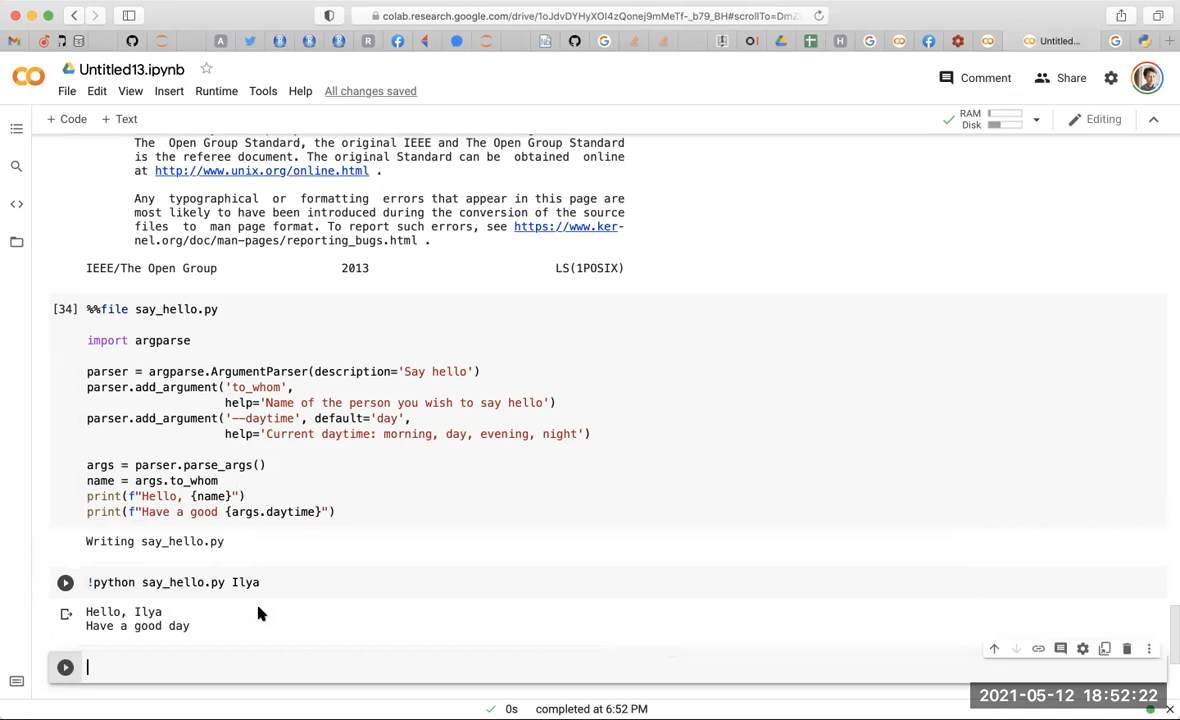 colab.research.google.com/drive/1oJdvDYHyXOI4zQonej9mMeTf-_b79_BH#scrollTo=DmZ
Untitled...
Untitled13.ipynb
Comment
Share
File Edit View Insert Runtime Tools Help All changes saved
+ Code + Text
RAM
Disk
Editing
The Open Group Standard, the original IEEE and The Open Group Standard
is the referee document. The original Standard can be obtained online
at http://www.unix.org/online.html .
Any typographical or formatting errors that appear in this page are
most likely to have been introduced during the conversion of the source
files to man page format. To report such errors, see https://www.ker-
nel.org/doc/man-pages/reporting_bugs.html .
IEEE/The Open Group 2013 LS(1POSIX)
[34] %%file say_hello.py
import argparse
parser = argparse.ArgumentParser(description='Say hello')
parser.add_argument('to_whom',
help='Name of the person you wish to say hello')
parser.add_argument('--daytime', default='day',
help='Current daytime: morning, day, evening, night')
args = parser.parse_args()
name = args.to_whom
print(f"Hello, {name}")
print(f"Have a good {args.daytime}")
Writing say_hello.py
!python say_hello.py Ilya
Hello, Ilya
Have a good day
2021-05-12 18:52:22
0s completed at 6:52 PM